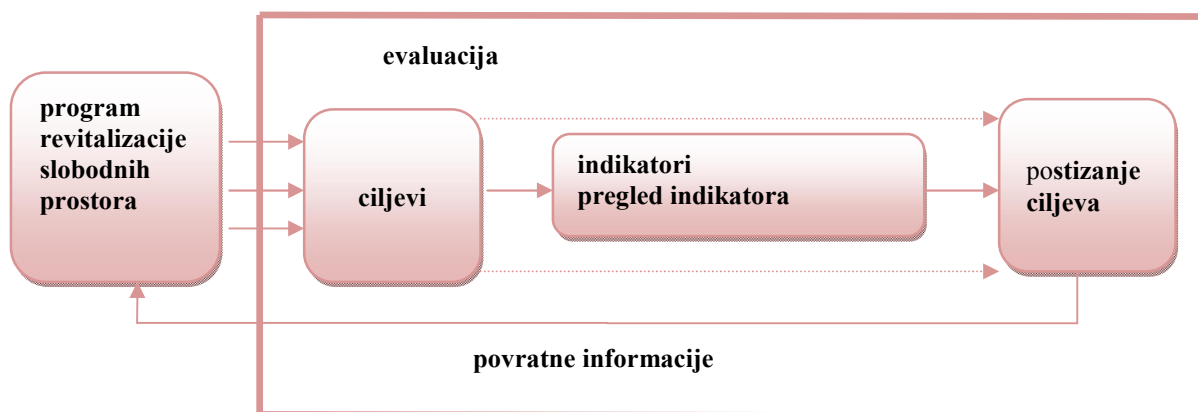 evaluacija
program
revitalizacije
slobodnih
prostora
ciljevi
indikatori
pregled indikatora
postizanje
ciljeva
povratne informacije